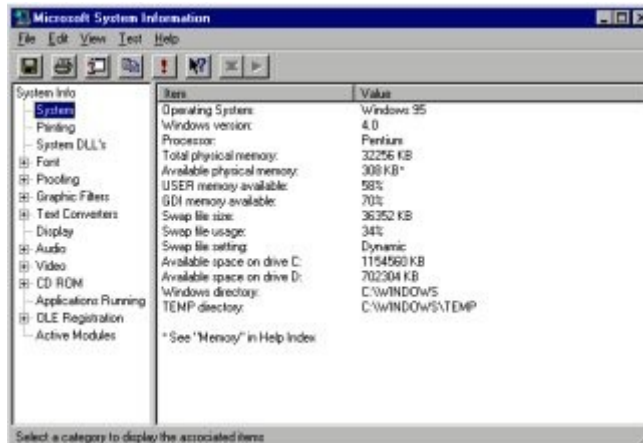 Microsoft System Information
File Edit View Test Help
System Info
System
Printing
System DLL's
Font
Proofing
Graphic Filters
Text Converters
Display
Audio
Video
CD ROM
Applications Running
OLE Registration
Active Modules
Item Value
Operating System: Windows 95
Windows version: 4.0
Processor: Pentium
Total physical memory: 32256 KB
Available physical memory: 308 KB*
USER memory available: 58%
GDI memory available: 70%
Swap file size: 36352 KB
Swap file usage: 34%
Swap file setting: Dynamic
Available space on drive C: 1154560 KB
Available space on drive D: 702304 KB
Windows directory: C:\WINDOWS
TEMP directory: C:\WINDOWS\TEMP
* See "Memory" in Help Index
Select a category to display the associated items